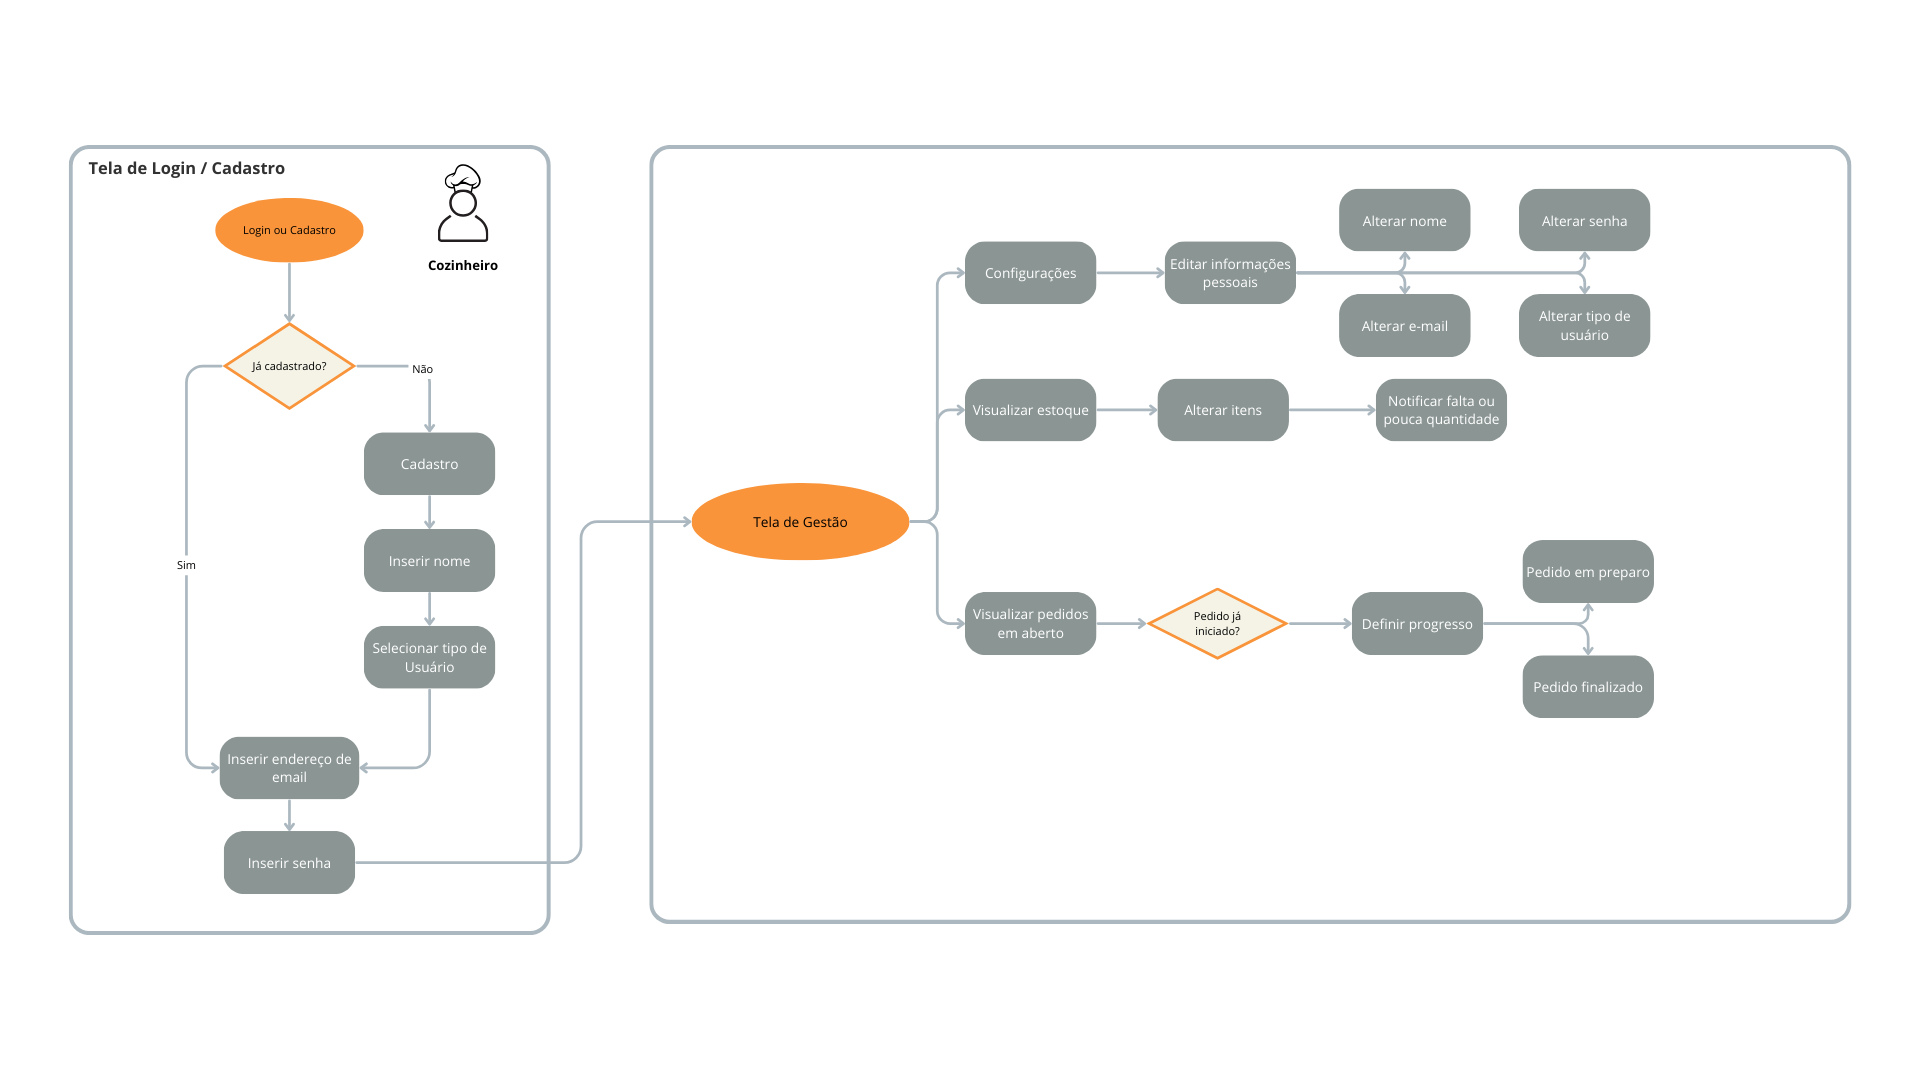 Tela de Login / Cadastro
Login ou Cadastro
Cozinheiro
Já cadastrado?
Não
Cadastro
Inserir nome
Sim
Selecionar tipo de
Usuário
Inserir endereço de
email
Inserir senha
Tela de Gestão
Configurações
Editar informações
pessoais
Alterar nome
Alterar senha
Alterar e-mail
Alterar tipo de
usuário
Visualizar estoque
Alterar itens
Notificar falta ou
pouca quantidade
Visualizar pedidos
em aberto
Pedido já
iniciado?
Definir progresso
Pedido em preparo
Pedido finalizado